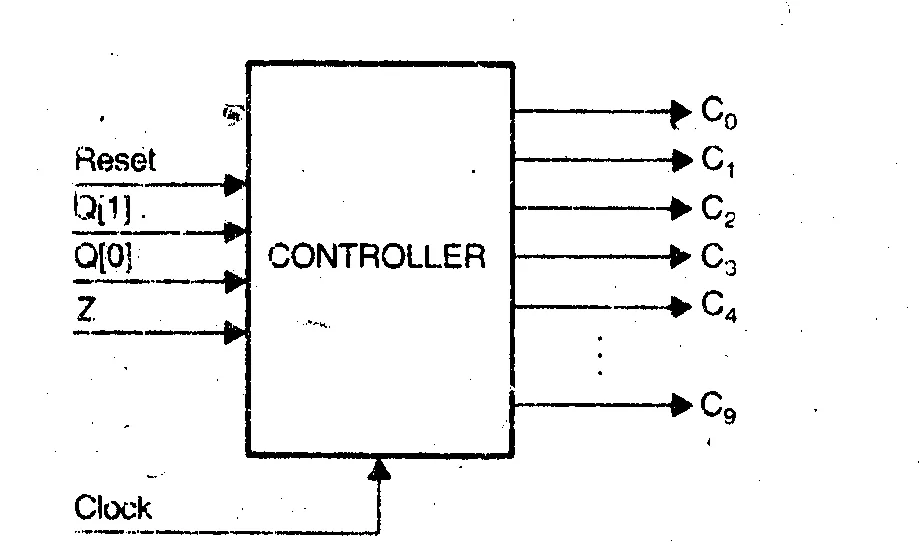 Reset
Q[1]
Q[0]
Z
CONTROLLER
Clock
C0
C1
C2
C3
C4
C9